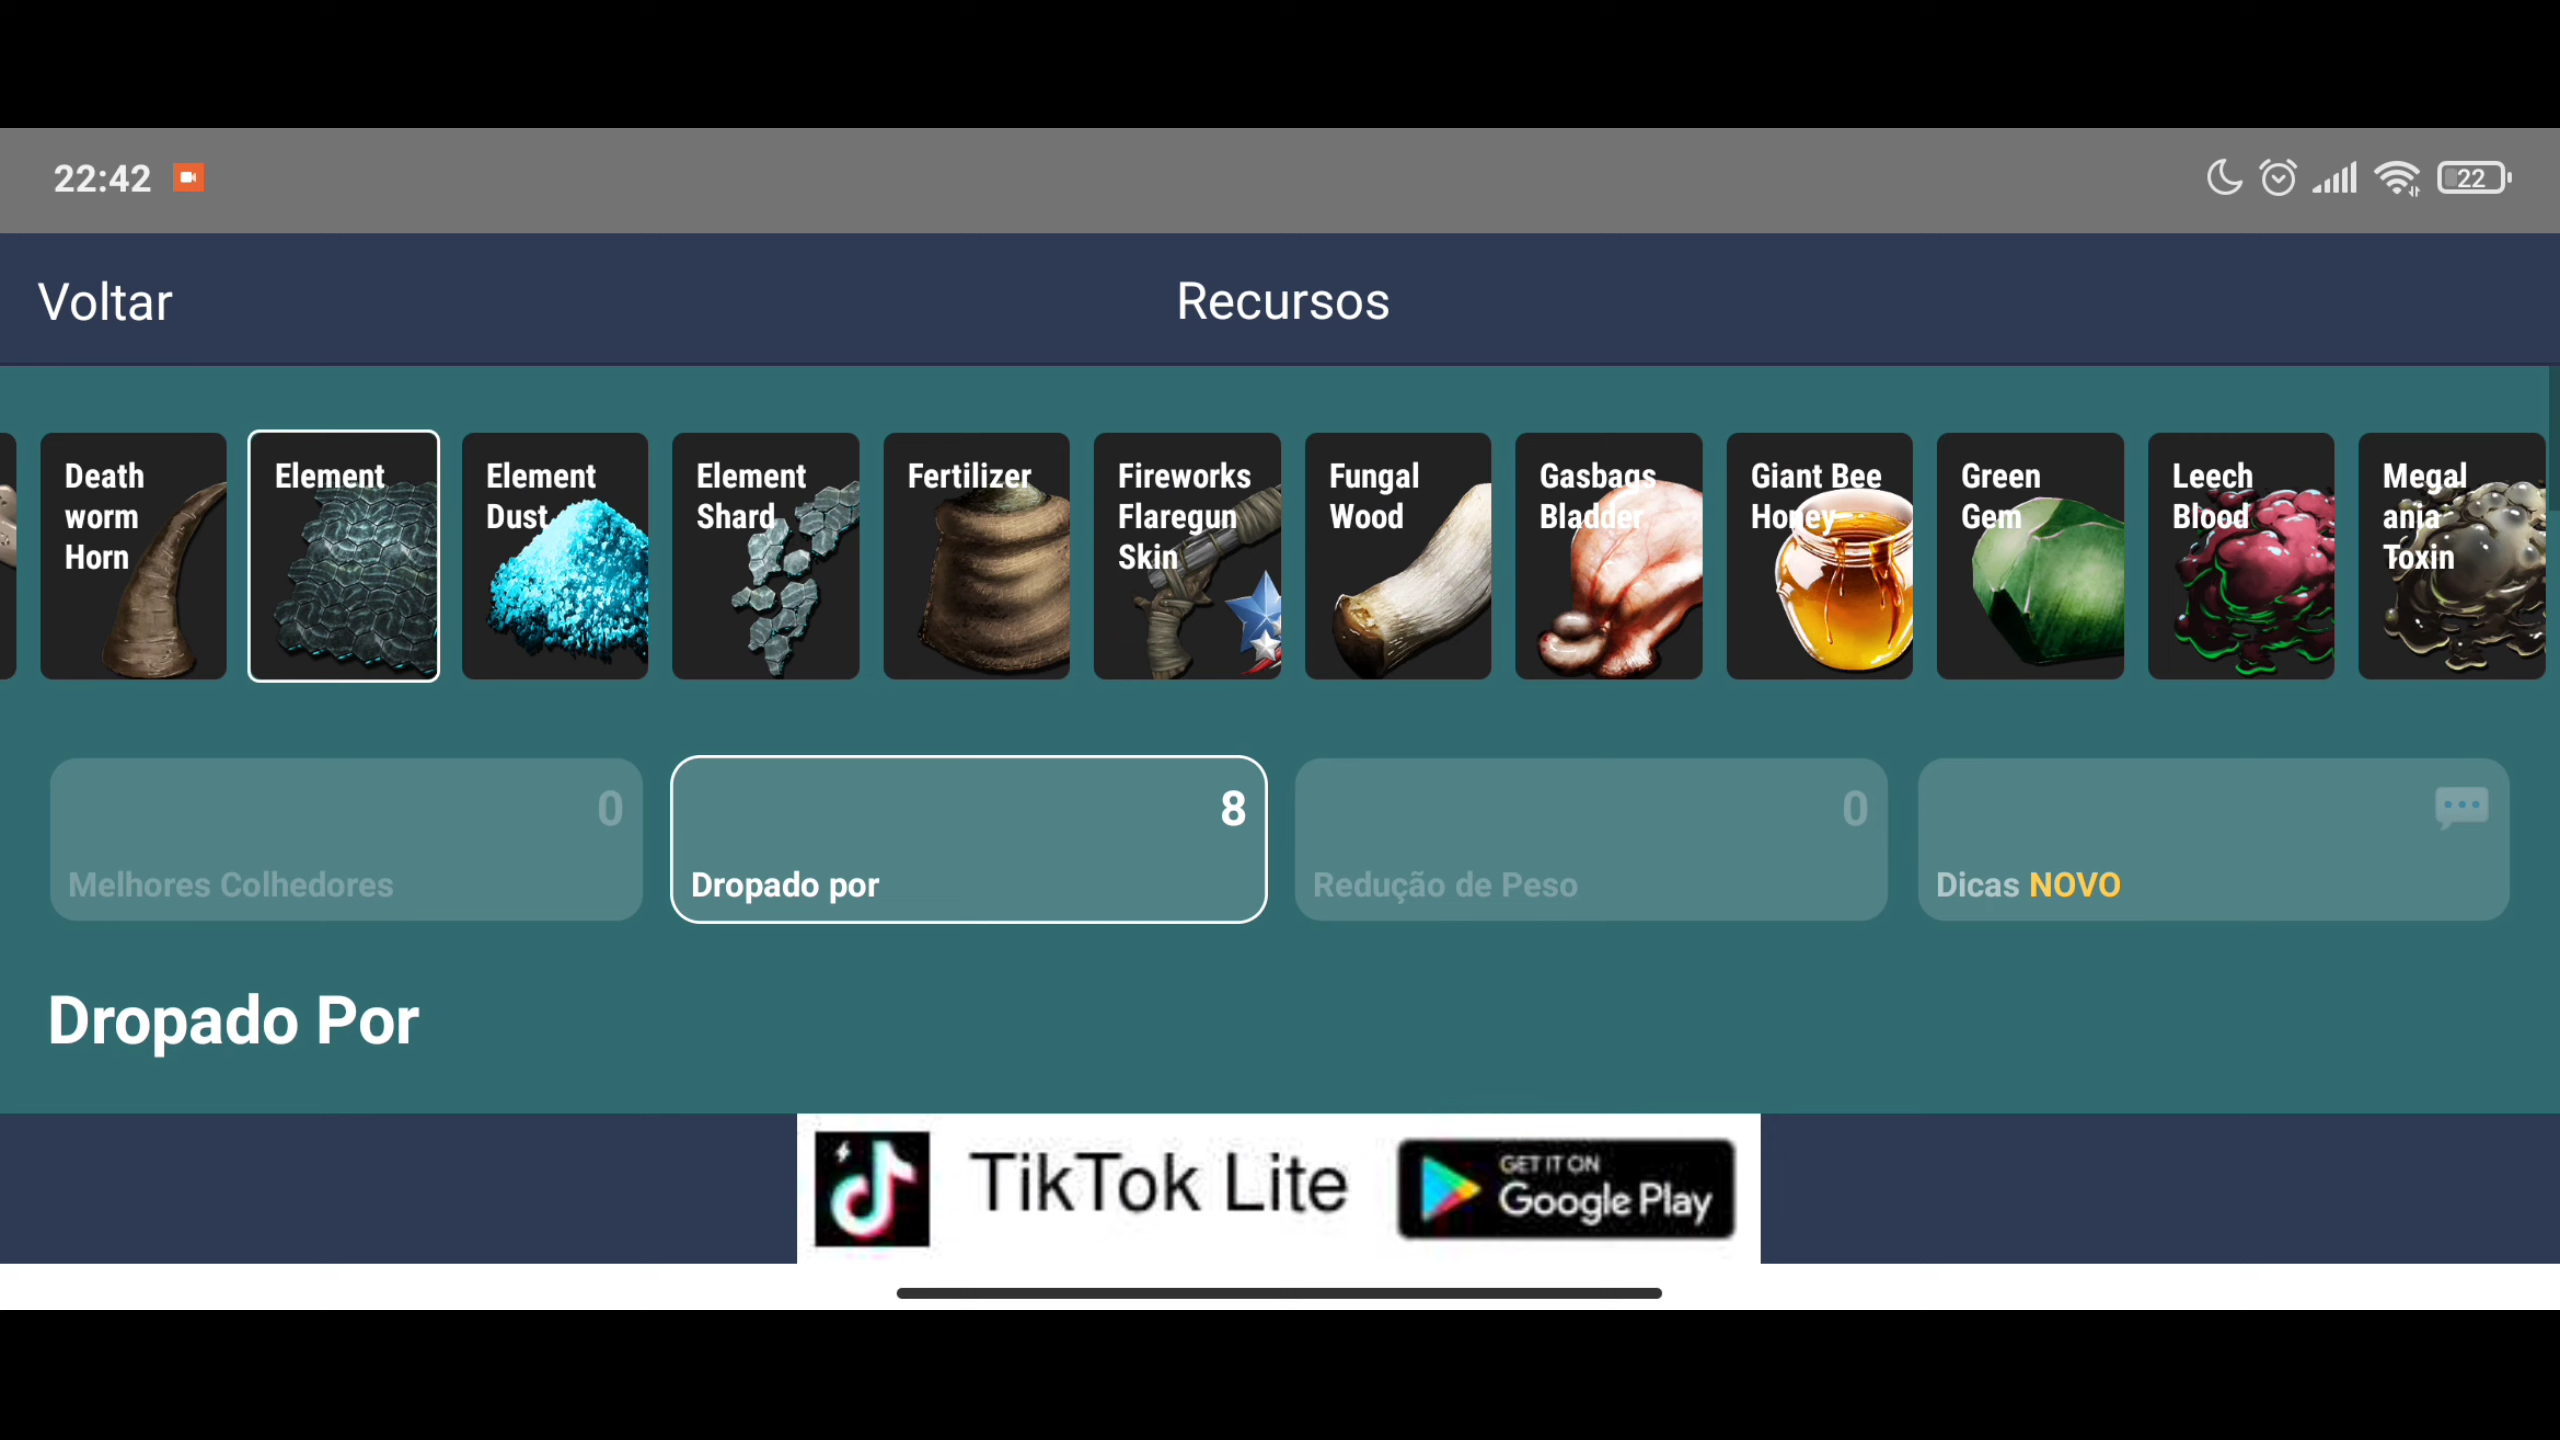 22:42
22
Voltar
Recursos
Death
worm
Horn
Element
Element
Dust
Element
Shard
Fertilizer
Fireworks
Flaregun
Skin
Fungal
Wood
Gasbags
Bladder
Giant Bee
Honey
Green
Gem
Leech
Blood
Megal
ania
Toxin
0
Melhores Colhedores
8
Dropado por
0
Redução de Peso
Dicas NOVO
Dropado Por
TikTok Lite
GET IT ON
Google Play